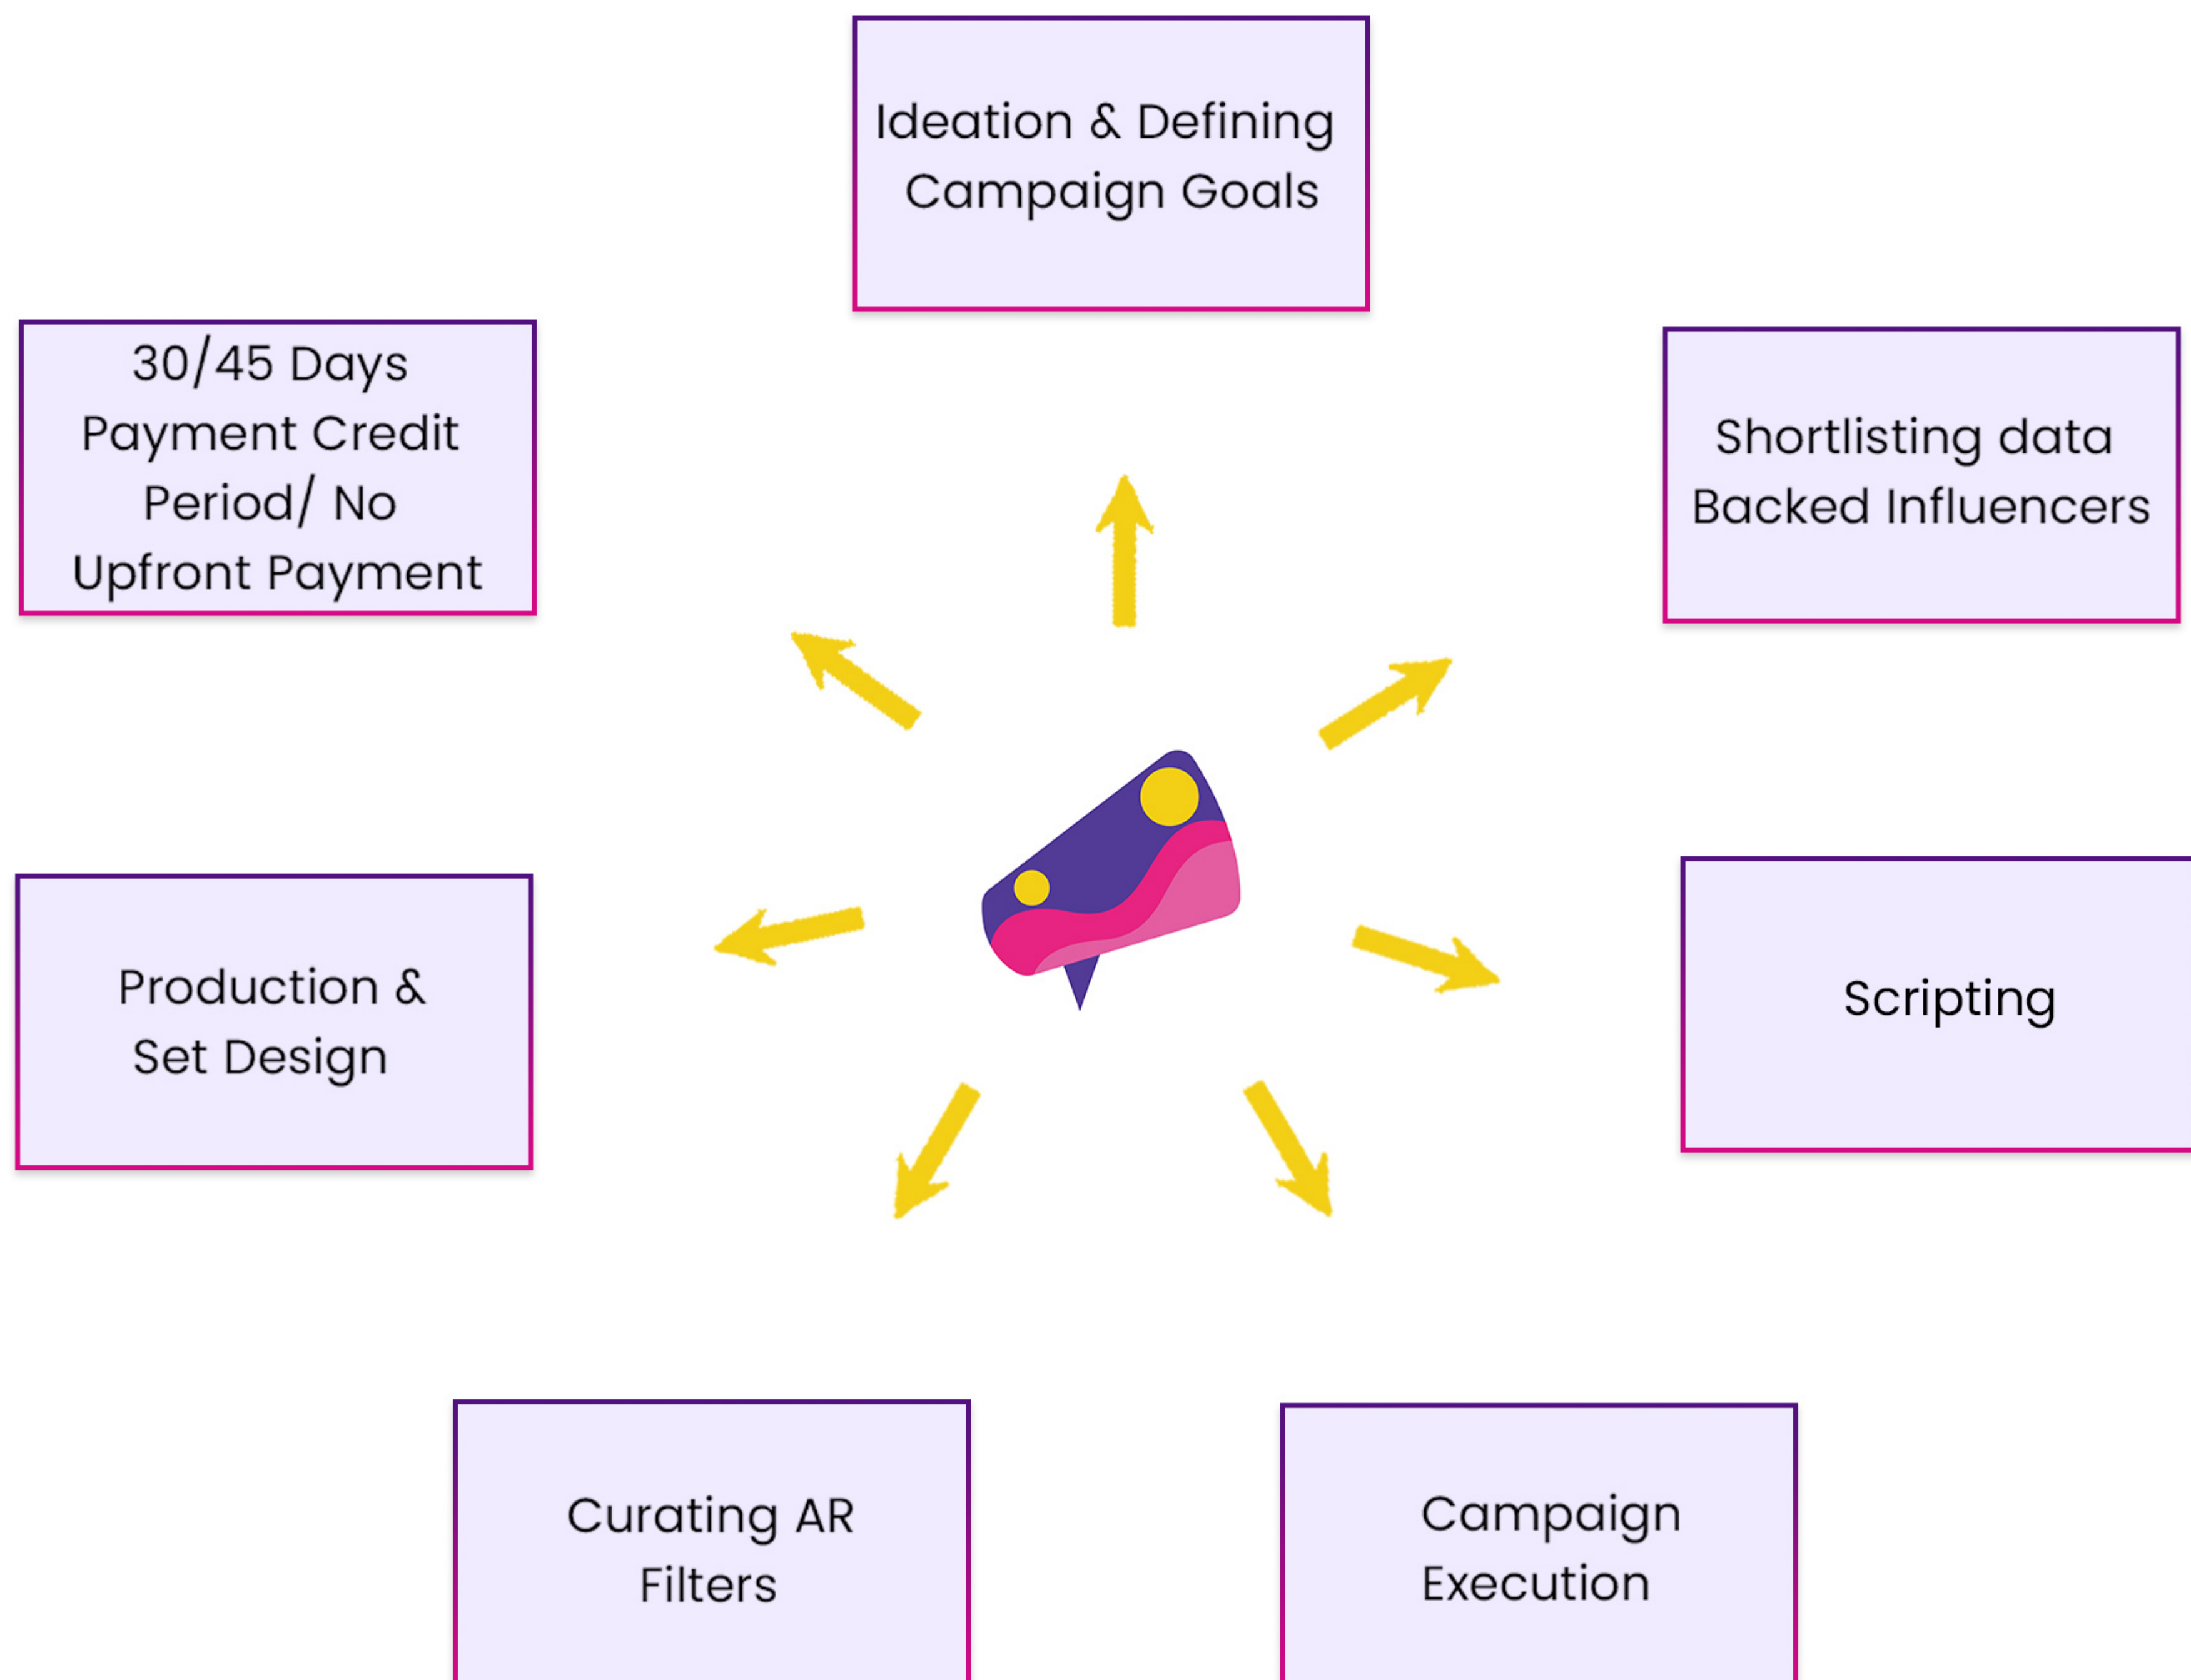 Ideation & Defining
Campaign Goals
30/45 Days
Payment Credit
Period/ No
Upfront Payment
Shortlisting data
Backed Influencers
Production &
Set Design
Scripting
Curating AR
Filters
Campaign
Execution